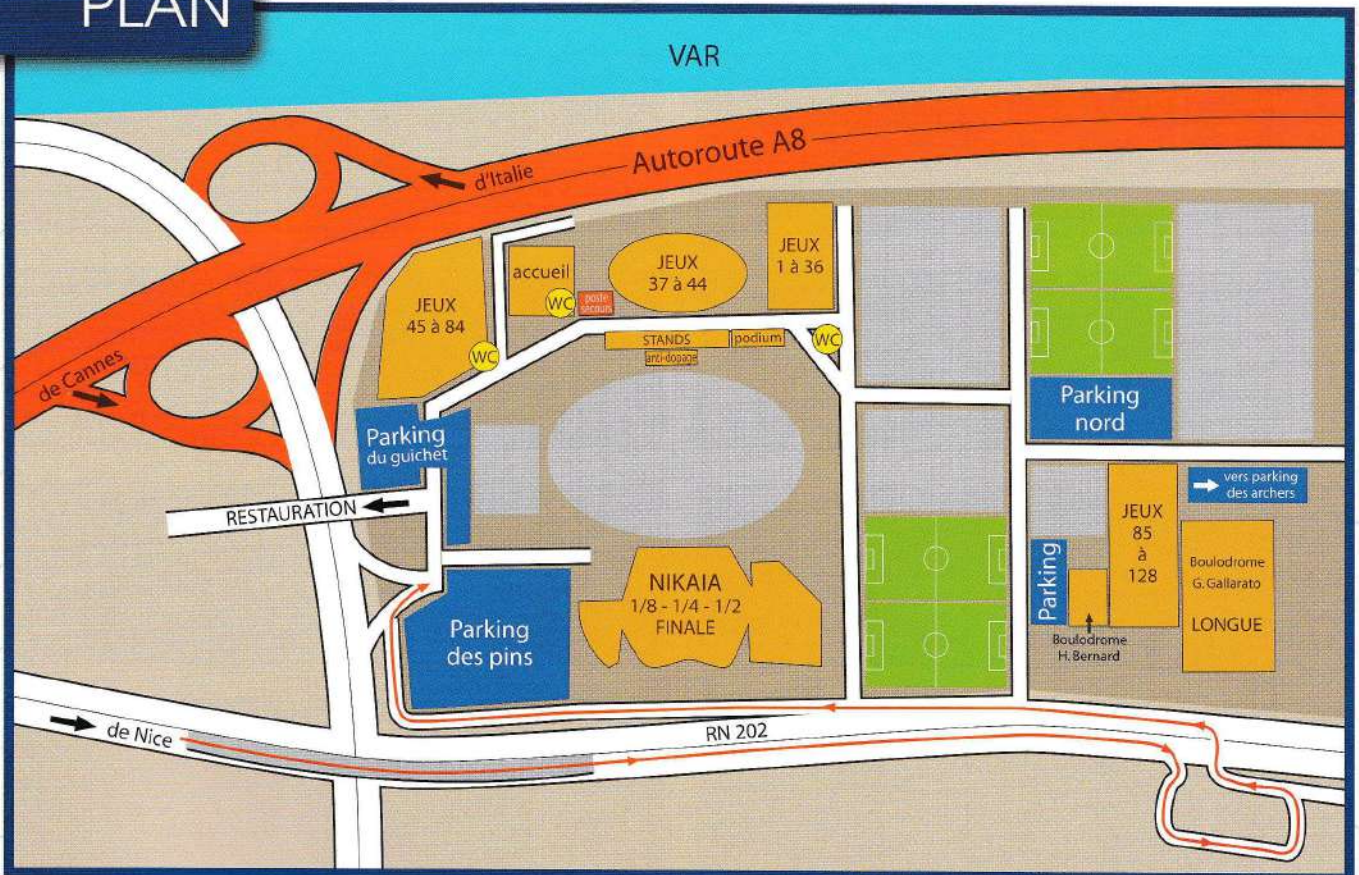 PLAN
VAR
Autoroute A8
d'Italie
de Cannes
JEUX
45 à 84
WC
accueil
WC
poste
secours
JEUX
37 à 44
JEUX
1 à 36
STANDS
podium
anti-dopage
WC
Parking
du guichet
RESTAURATION
Parking
nord
vers parking
des archers
JEUX
85
à
128
Parking
Boulodrome
H. Bernard
Boulodrome
G. Gallarato
LONGUE
NIKAIA
1/8 - 1/4 - 1/2
FINALE
Parking
des pins
de Nice
RN 202